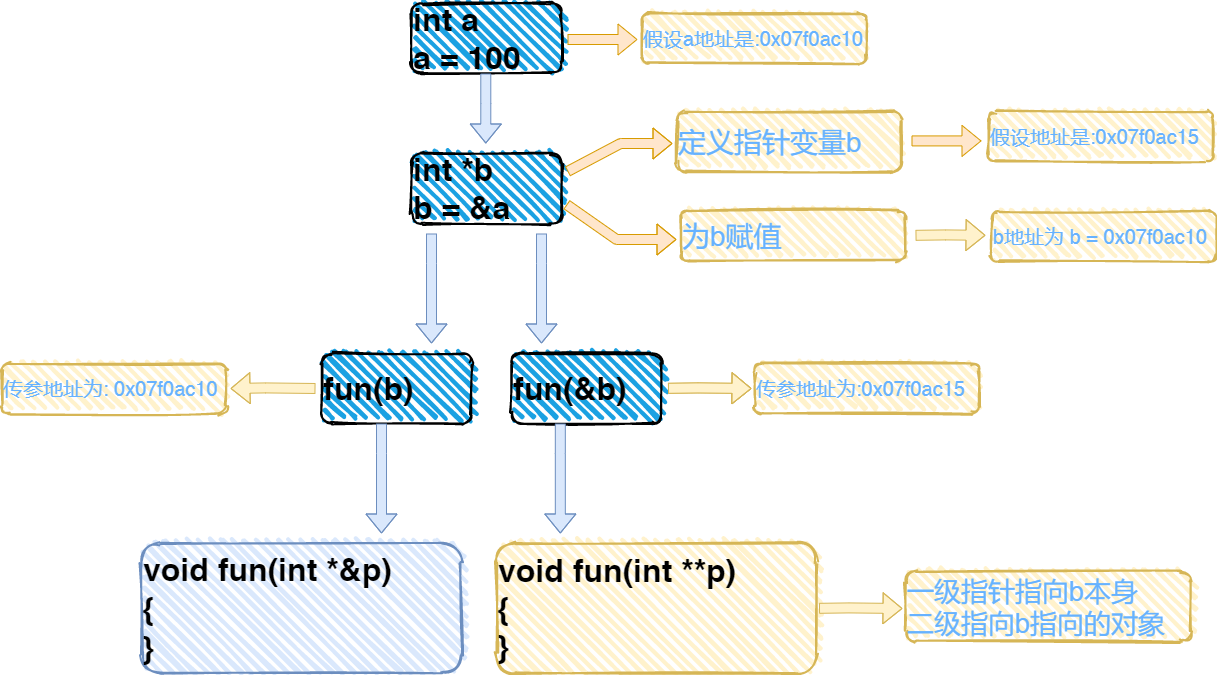 int a
a = 100
假设a地址是:0x07f0ac10
int *b
b = &a
定义指针变量b
假设地址是:0x07f0ac15
为b赋值
b地址为 b = 0x07f0ac10
传参地址为: 0x07f0ac10
fun(b)
fun(&b)
传参地址为:0x07f0ac15
void fun(int *&p)
{
}
void fun(int **p)
{
}
一级指针指向b本身
二级指向b指向的对象